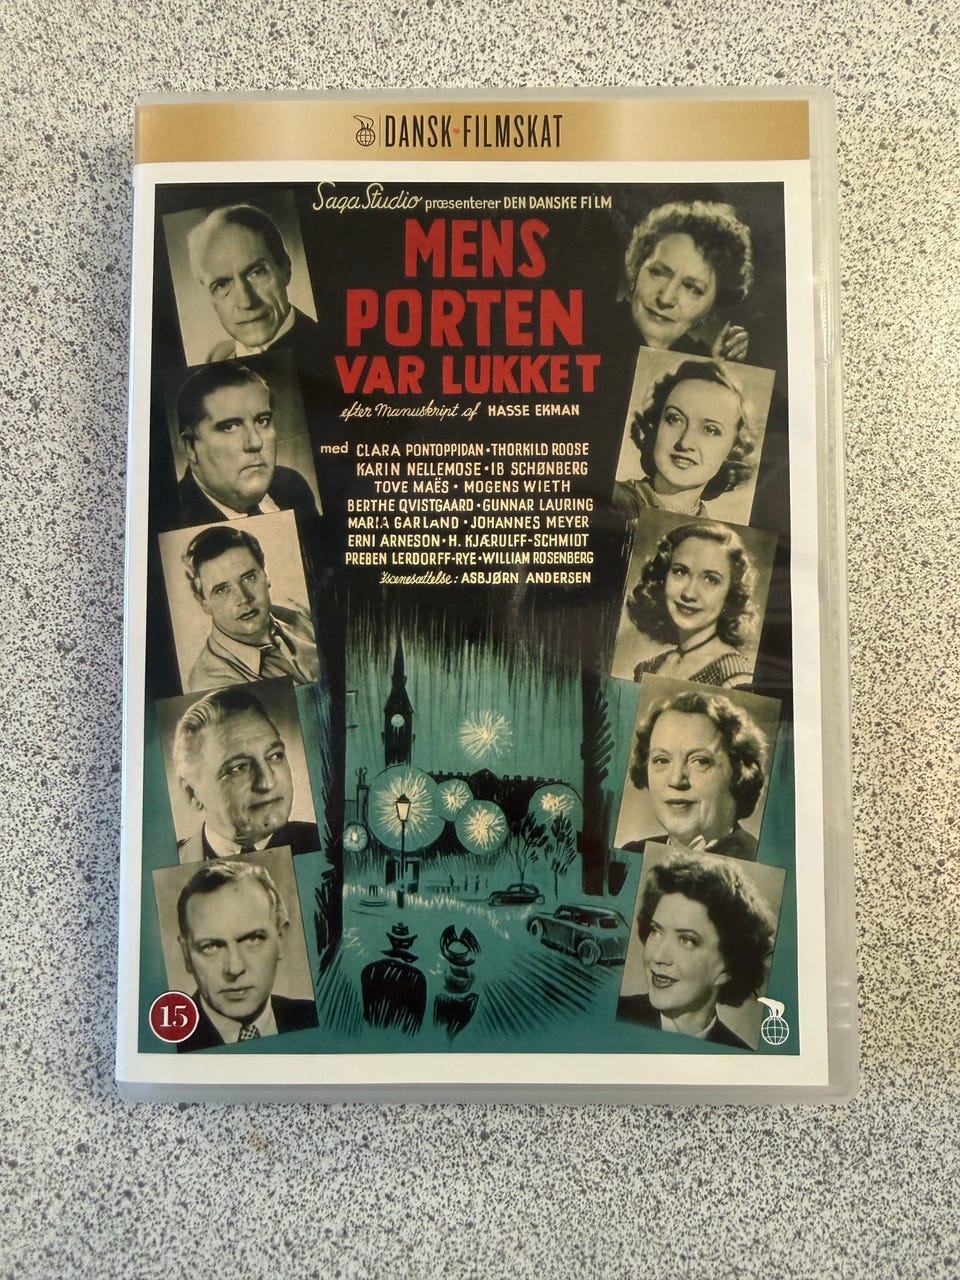 DANSK-FILMSKAT
Saga Studio præsenterer DEN DANSKE FILM
MENS
PORTEN
VAR LUKKET
efter Manuskript af HASSE EKMAN
med CLARA PONTOPPIDAN • THORKILD ROOSE
KARIN NELLEMOSE • IB SCHØNBERG
TOVE MAËS • MOGENS WIETH
BERTHE QVISTGAARD • GUNNAR LAURING
MARIA GARLAND • JOHANNES MEYER
ERNI ARNESON • H. KJÆRULFF-SCHMIDT
PREBEN LERDORFF-RYE • WILLIAM ROSENBERG
Iscenesættelse: ASBJØRN ANDERSEN
15